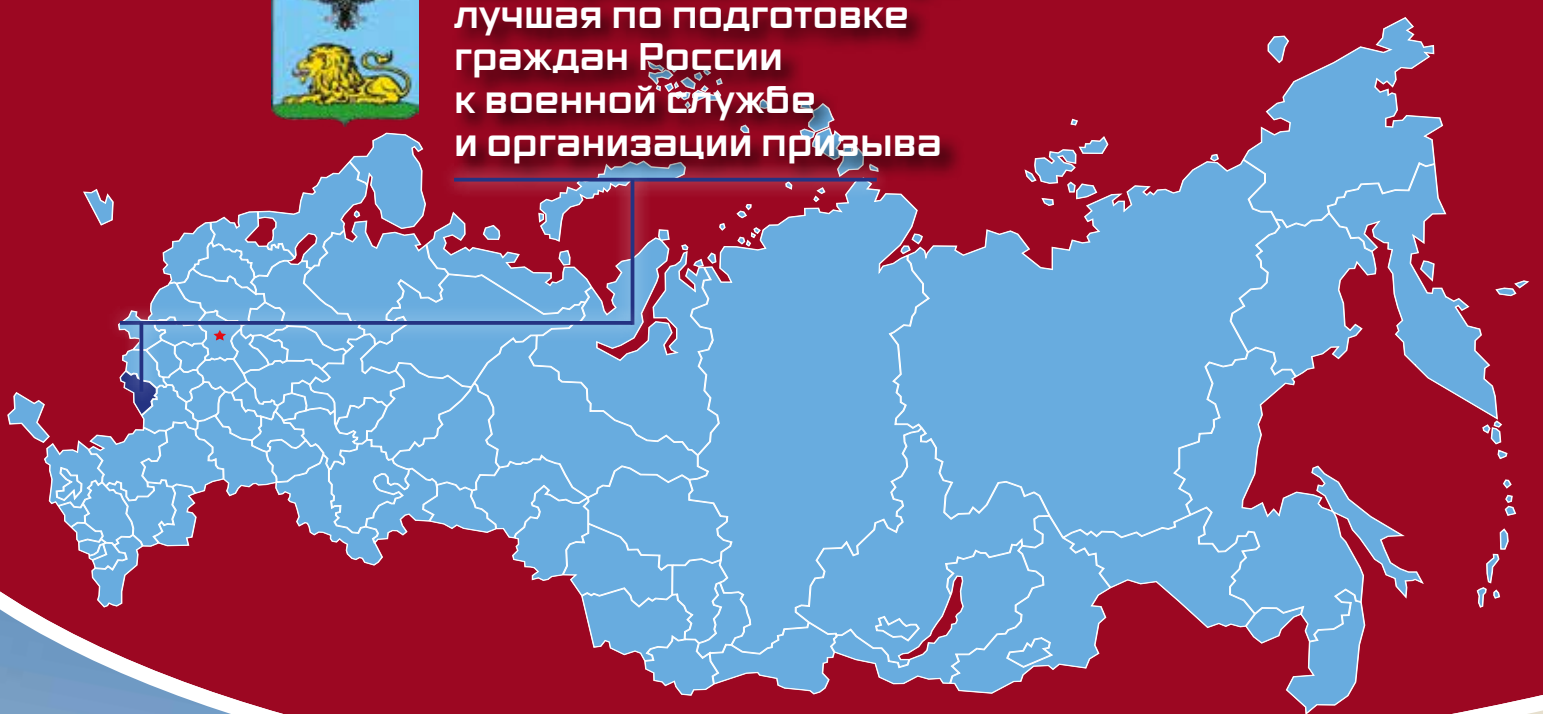 лучшая по подготовке
граждан России
к военной службе
и организации призыва